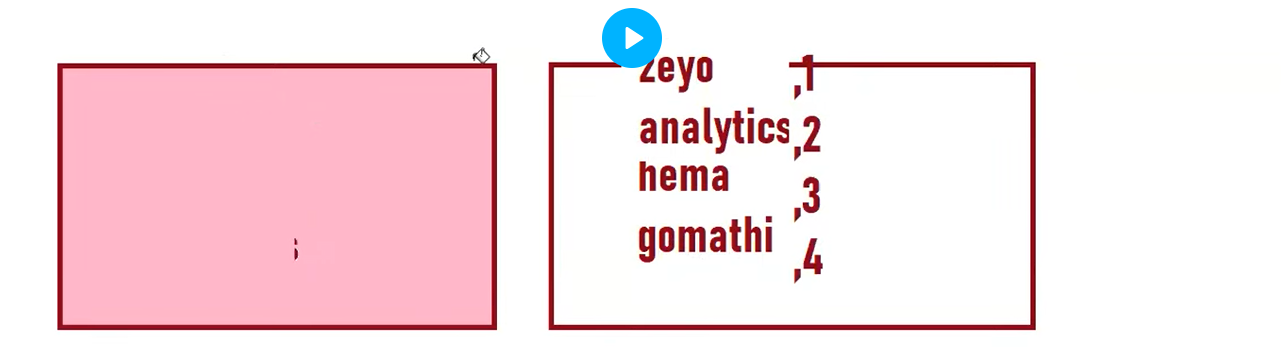 zeyo ,1
analytics ,2
hema ,3
gomathi ,4